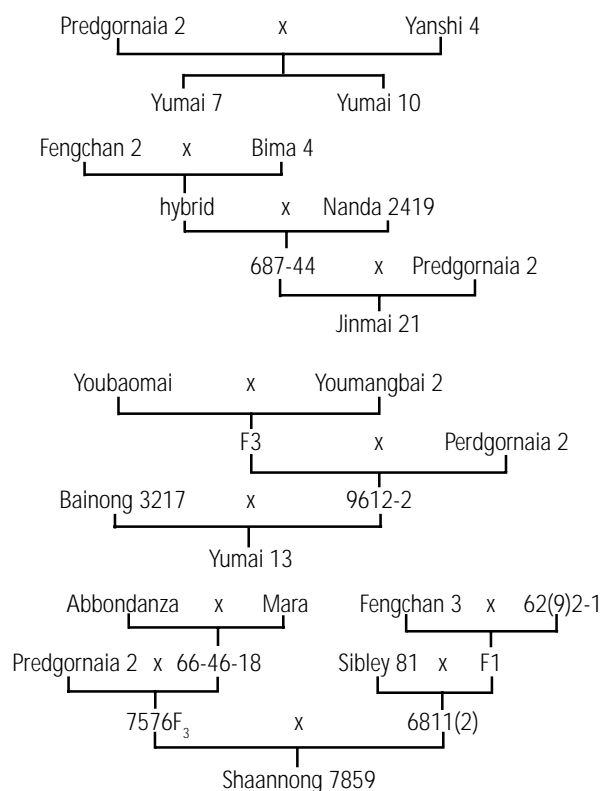 Predgornaia 2 x Yanshi 4
Yumai 7 Yumai 10
Fengchan 2 x Bima 4
hybrid x Nanda 2419
687-44 x Predgornaia 2
Jinmai 21
Youbaomai x Youmangbai 2
F3 x Perdgornaia 2
Bainong 3217 x 9612-2
Yumai 13
Abbondanza x Mara Fengchan 3 x 62(9)2-1
Predgornaia 2 x 66-46-18 Sibley 81 x F1
7576F₃ x 6811(2)
Shaannong 7859